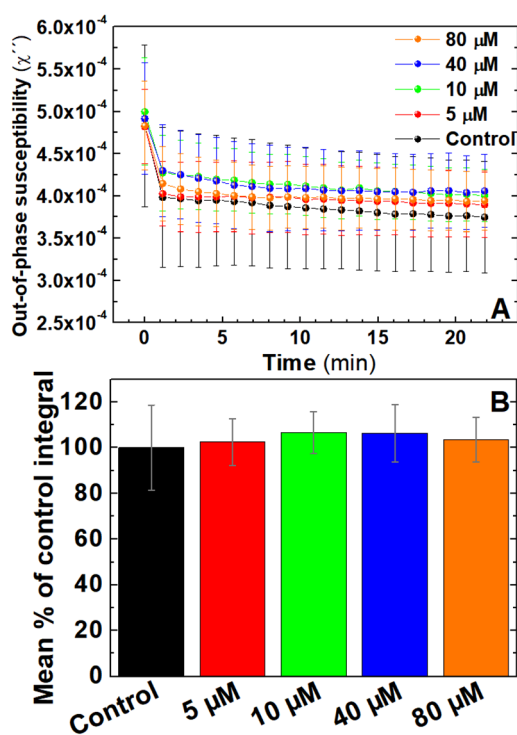 6.0x10⁻⁴
5.5x10⁻⁴
5.0x10⁻⁴
4.5x10⁻⁴
4.0x10⁻⁴
3.5x10⁻⁴
3.0x10⁻⁴
2.5x10⁻⁴
Out-of-phase susceptibility (χ´´)
80 μM
40 μM
10 μM
5 μM
Control
A
0 5 10 15 20
Time (min)
B
120
100
80
60
40
20
0
Mean % of control integral
Control 5 μM 10 μM 40 μM 80 μM